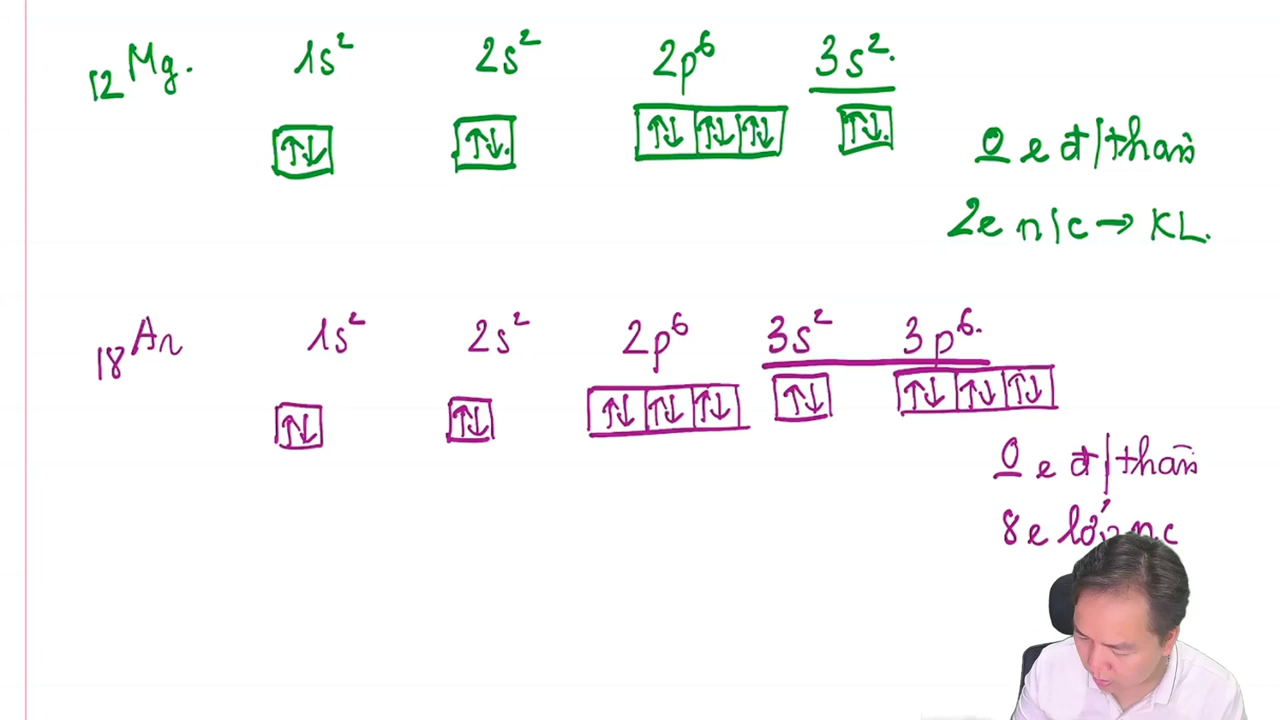 12Mg. 1s² 2s² 2p⁶ 3s².
↑↓ ↑↓ ↑↓ ↑↓ ↑↓ ↑↓.
0 e đ/thân
2e n/c → KL.
18Ar 1s² 2s² 2p⁶ 3s² 3p⁶.
↑↓ ↑↓ ↑↓ ↑↓ ↑↓ ↑↓ ↑↓ ↑↓ ↑↓
0 e đ/thân
8e lớp nc